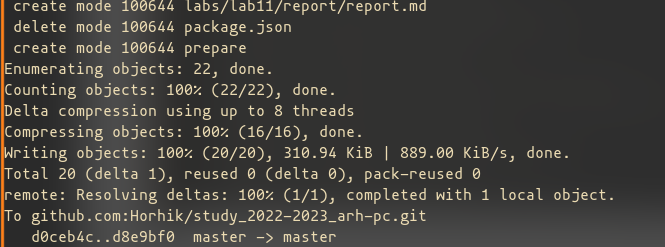 create mode 100644 labs/lab11/report/report.md
delete mode 100644 package.json
create mode 100644 prepare
Enumerating objects: 22, done.
Counting objects: 100% (22/22), done.
Delta compression using up to 8 threads
Compressing objects: 100% (16/16), done.
Writing objects: 100% (20/20), 310.94 KiB | 889.00 KiB/s, done.
Total 20 (delta 1), reused 0 (delta 0), pack-reused 0
remote: Resolving deltas: 100% (1/1), completed with 1 local object.
To github.com:Horhik/study_2022-2023_arh-pc.git
d0ceb4c..d8e9bf0  master -> master